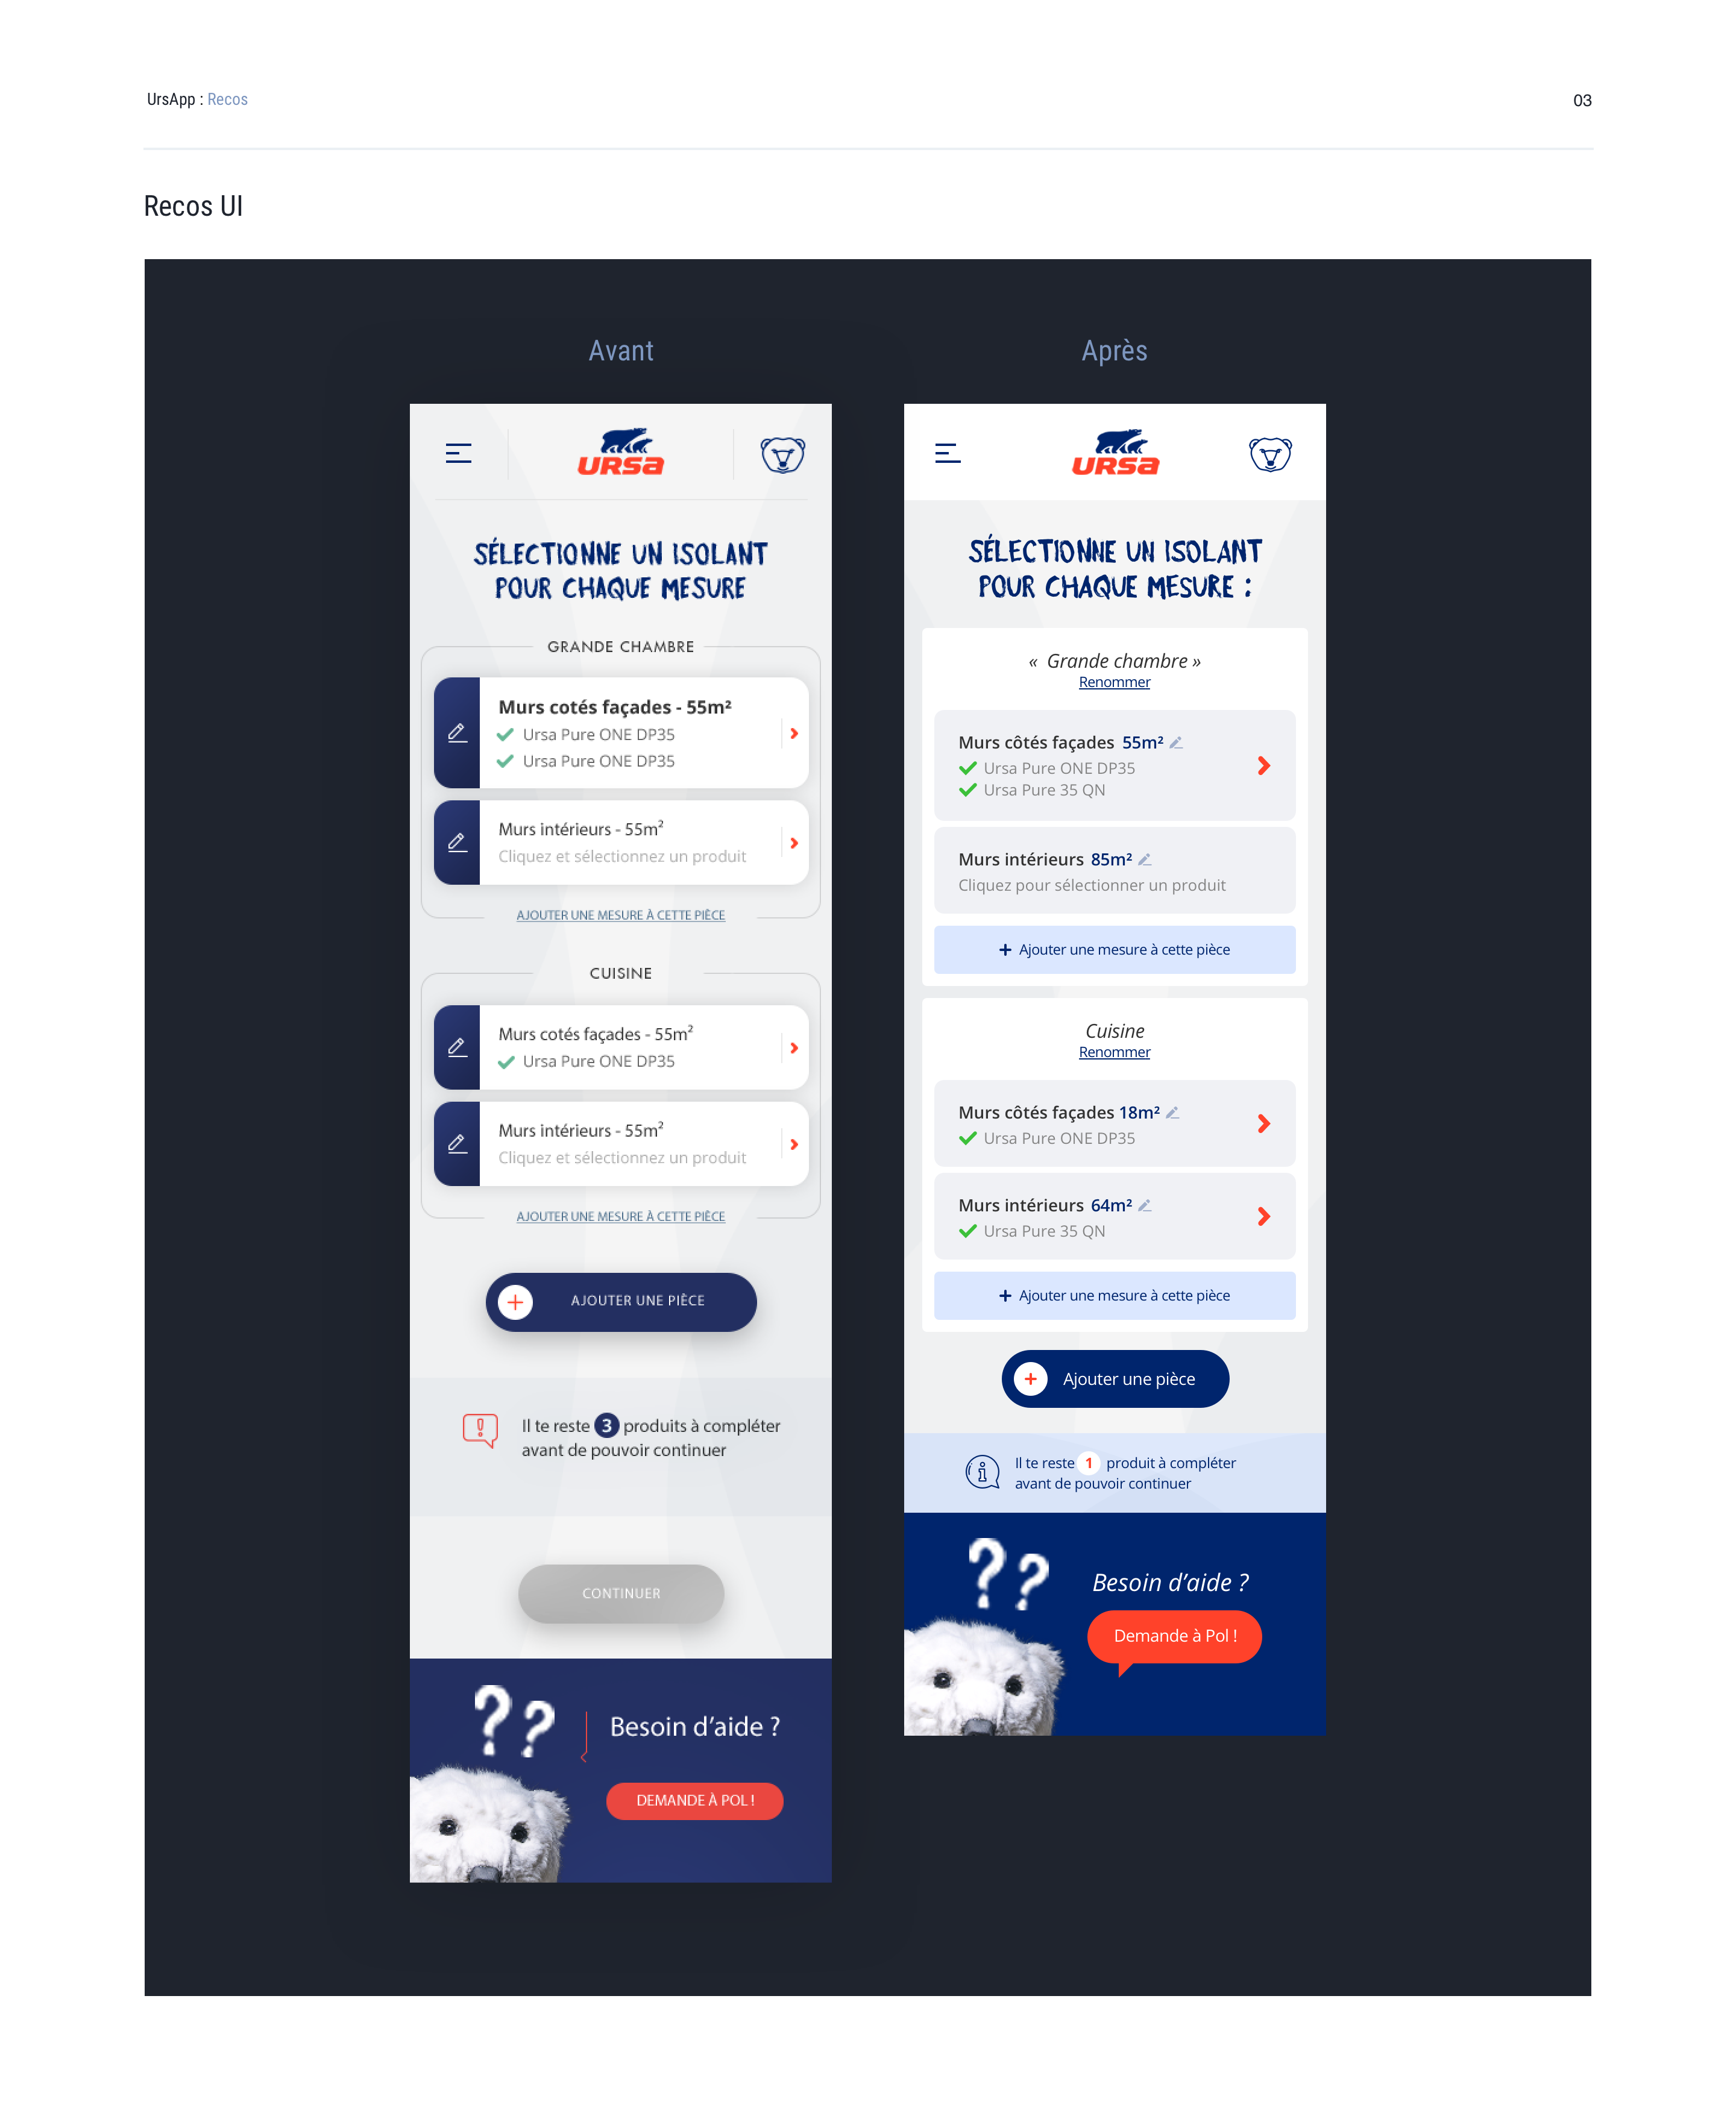 UrsApp : Recos
03
Recos UI
Avant
URSA
SÉLECTIONNE UN ISOLANT
POUR CHAQUE MESURE
GRANDE CHAMBRE
Murs cotés façades - 55m²
Ursa Pure ONE DP35
Ursa Pure ONE DP35
Murs intérieurs - 55m²
Cliquez et sélectionnez un produit
AJOUTER UNE MESURE À CETTE PIÈCE
CUISINE
Murs cotés façades - 55m²
Ursa Pure ONE DP35
Murs intérieurs - 55m²
Cliquez et sélectionnez un produit
AJOUTER UNE MESURE À CETTE PIÈCE
+ AJOUTER UNE PIÈCE
! Il te reste 3 produits à compléter
avant de pouvoir continuer
CONTINUER
??
Besoin d’aide ?
DEMANDE À POL !
Après
URSA
SÉLECTIONNE UN ISOLANT
POUR CHAQUE MESURE :
« Grande chambre »
Renommer
Murs côtés façades 55m²
Ursa Pure ONE DP35
Ursa Pure 35 QN
Murs intérieurs 85m²
Cliquez pour sélectionner un produit
+ Ajouter une mesure à cette pièce
Cuisine
Renommer
Murs côtés façades 18m²
Ursa Pure ONE DP35
Murs intérieurs 64m²
Ursa Pure 35 QN
+ Ajouter une mesure à cette pièce
+ Ajouter une pièce
i Il te reste 1 produit à compléter
avant de pouvoir continuer
??
Besoin d’aide ?
Demande à Pol !